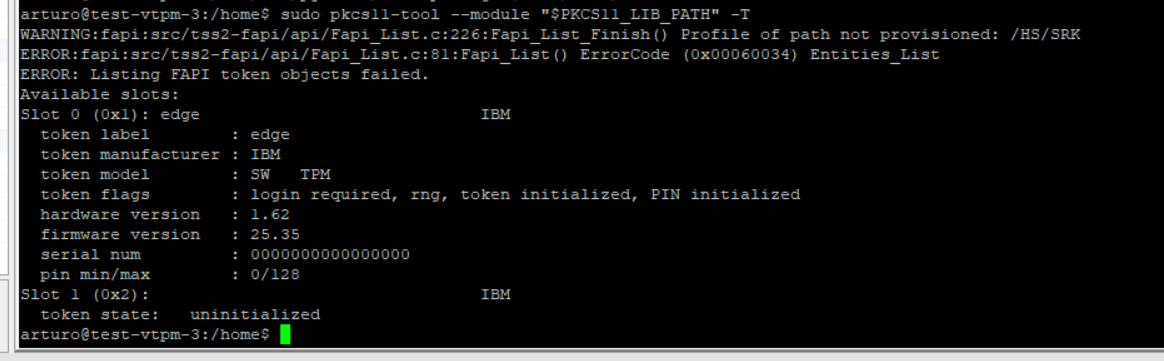 arturo@test-vtpm-3:/home$ sudo pkcs11-tool --module "$PKCS11_LIB_PATH" -T
WARNING:fapi:src/tss2-fapi/api/Fapi_List.c:226:Fapi_List_Finish() Profile of path not provisioned: /HS/SRK
ERROR:fapi:src/tss2-fapi/api/Fapi_List.c:81:Fapi_List() ErrorCode (0x00060034) Entities_List
ERROR: Listing FAPI token objects failed.
Available slots:
Slot 0 (0x1): edge                            IBM
  token label        : edge
  token manufacturer : IBM
  token model        : SW   TPM
  token flags        : login required, rng, token initialized, PIN initialized
  hardware version   : 1.62
  firmware version   : 25.35
  serial num         : 0000000000000000
  pin min/max        : 0/128
Slot 1 (0x2):                                 IBM
  token state:   uninitialized
arturo@test-vtpm-3:/home$